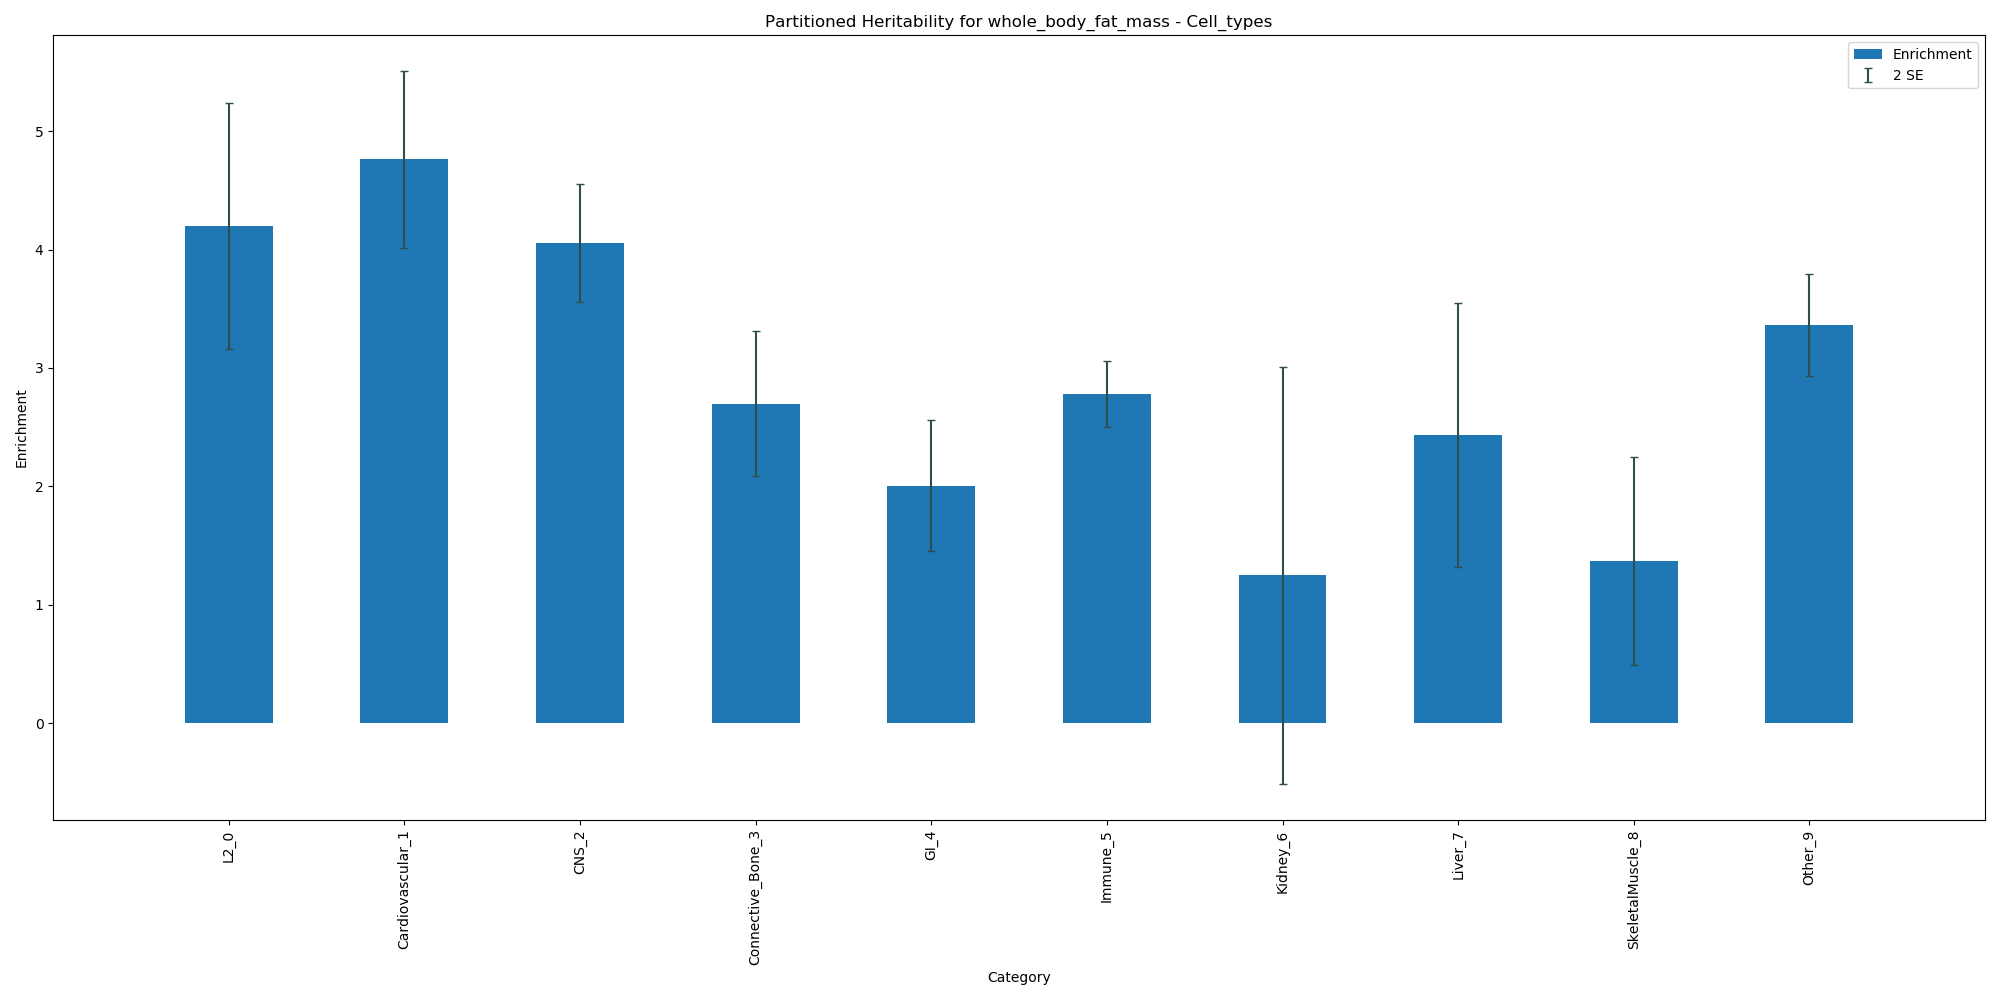 Partitioned Heritability for whole_body_fat_mass - Cell_types
Enrichment
2 SE
Enrichment
5
4
3
2
1
0
L2_0
Cardiovascular_1
CNS_2
Connective_Bone_3
GI_4
Immune_5
Kidney_6
Liver_7
SkeletalMuscle_8
Other_9
Category